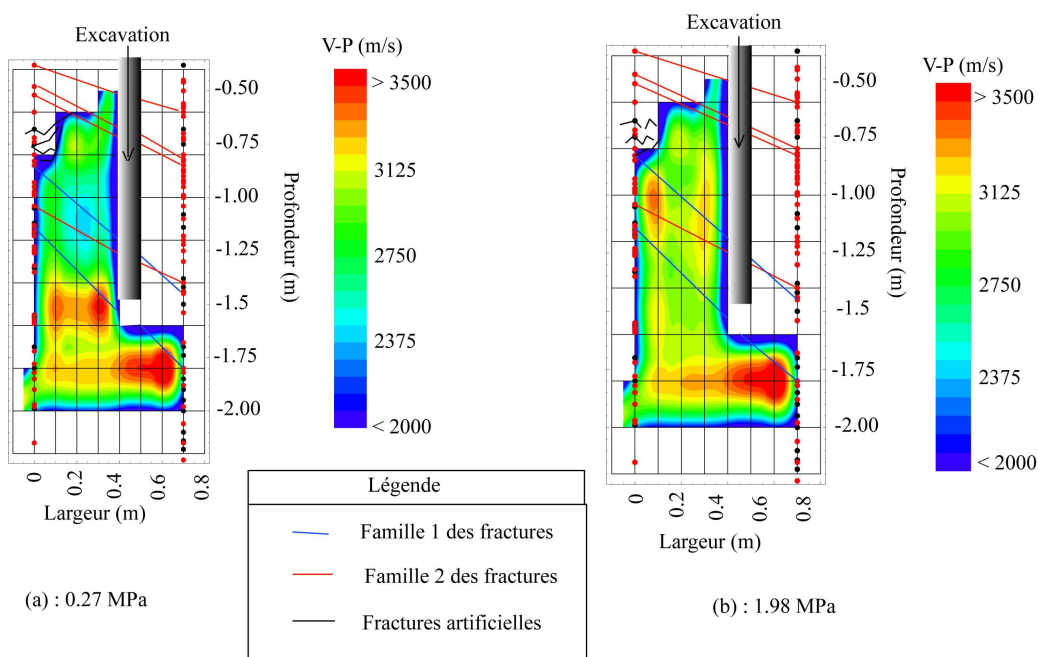 Excavation
V-P (m/s)
> 3500
3125
2750
2375
< 2000
-0.50
-0.75
-1.00
-1.25
-1.5
-1.75
-2.00
Profondeur (m)
0
0.2
0.4
0.6
0.8
Largeur (m)
(a) : 0.27 MPa
Légende
Famille 1 des fractures
Famille 2 des fractures
Fractures artificielles
Excavation
V-P (m/s)
> 3500
3125
2750
2375
< 2000
-0.50
-0.75
-1.00
-1.25
-1.5
-1.75
-2.00
Profondeur (m)
0
0.2
0.4
0.6
0.8
Largeur (m)
(b) : 1.98 MPa